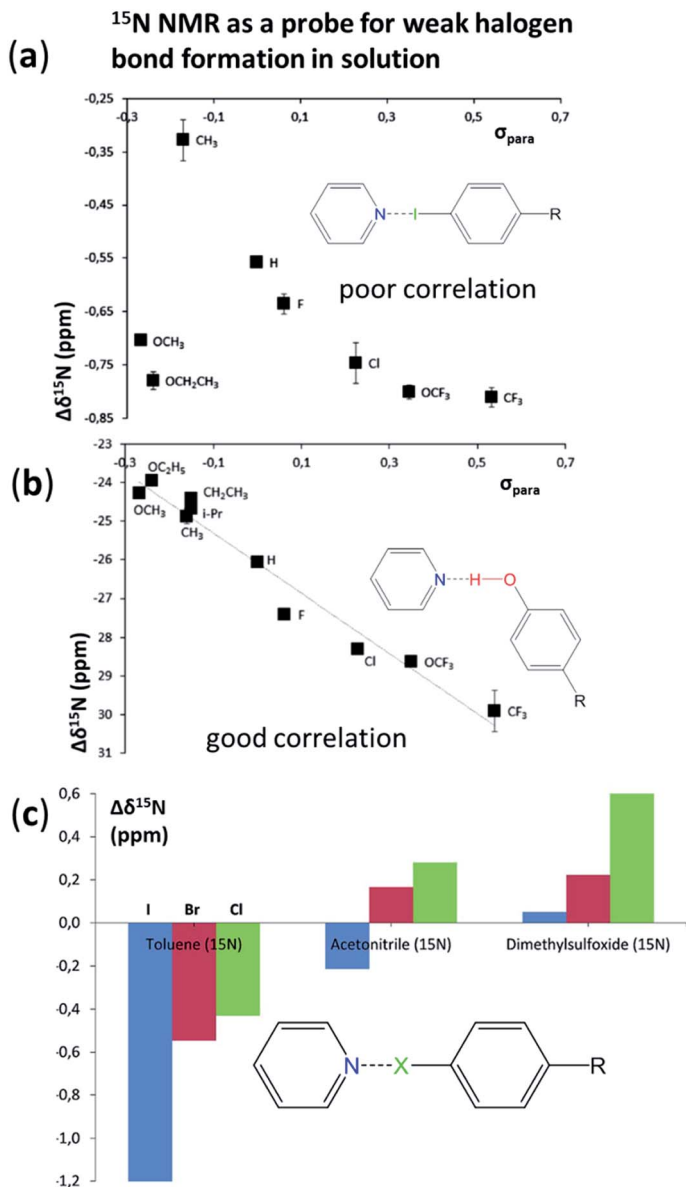 ¹⁵N NMR as a probe for weak halogen
bond formation in solution
(a)
-0,25
-0,3 -0,1 0,1 0,3 0,5 0,7
σpara
-0,35
CH₃
-0,45
N I R
-0,55
H
poor correlation
-0,65
F
OCH₃
-0,75
Cl
OCH₂CH₃
OCF₃
CF₃
-0,85
Δδ¹⁵N (ppm)
(b)
-23
-0,3 -0,1 0,1 0,3 0,5 0,7
σpara
OC₂H₅
-24
CH₂CH₃
OCH₃
i-Pr
-25
CH₃
-26
H
N H O
-27
F
-28
Cl
OCF₃
29
R
30
CF₃
good correlation
31
Δδ¹⁵N (ppm)
(c)
0,6
Δδ¹⁵N
(ppm)
0,4
0,2
I Br Cl
0,0
Toluene (15N) Acetonitrile (15N) Dimethylsulfoxide (15N)
-0,2
-0,4
-0,6
N X R
-0,8
-1,0
-1,2